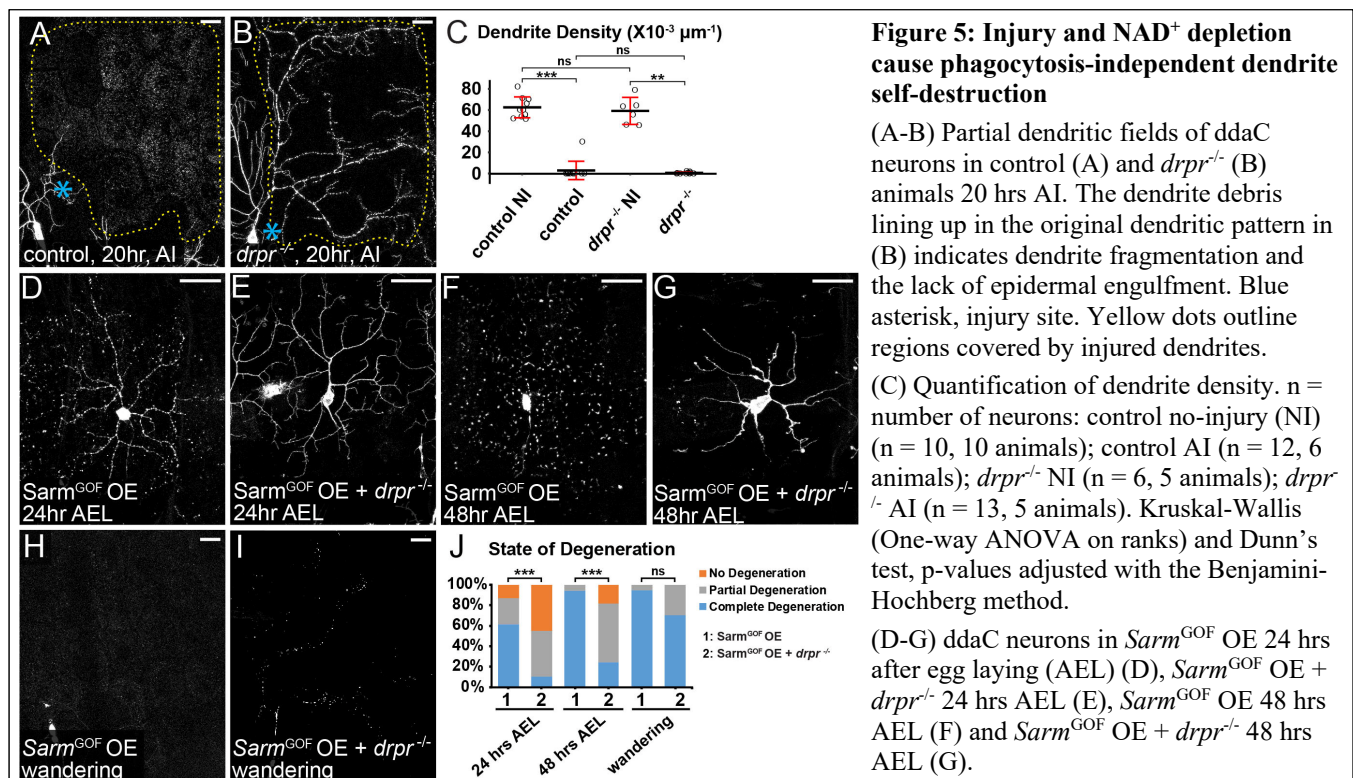 A
control, 20hr, AI
B
drpr-/-, 20hr, AI
C
Dendrite Density (X10-3 µm-1)
ns
ns
***
**
80
60
40
20
0
control NI
control
drpr-/- NI
drpr-/-
D
SarmGOF OE
24hr AEL
E
SarmGOF OE + drpr-/-
24hr AEL
F
SarmGOF OE
48hr AEL
G
SarmGOF OE + drpr-/-
48hr AEL
H
SarmGOF OE
wandering
I
SarmGOF OE + drpr-/-
wandering
J
State of Degeneration
***
***
ns
100%
80%
60%
40%
20%
0%
1 2 1 2 1 2
24 hrs AEL
48 hrs AEL
wandering
No Degeneration
Partial Degeneration
Complete Degeneration
1: SarmGOF OE
2: SarmGOF OE + drpr -/-
Figure 5: Injury and NAD+ depletion
cause phagocytosis-independent dendrite
self-destruction
(A-B) Partial dendritic fields of ddaC
neurons in control (A) and drpr-/- (B)
animals 20 hrs AI. The dendrite debris
lining up in the original dendritic pattern in
(B) indicates dendrite fragmentation and
the lack of epidermal engulfment. Blue
asterisk, injury site. Yellow dots outline
regions covered by injured dendrites.
(C) Quantification of dendrite density. n =
number of neurons: control no-injury (NI)
(n = 10, 10 animals); control AI (n = 12, 6
animals); drpr-/- NI (n = 6, 5 animals); drpr-
/- AI (n = 13, 5 animals). Kruskal-Wallis
(One-way ANOVA on ranks) and Dunn's
test, p-values adjusted with the Benjamini-
Hochberg method.
(D-G) ddaC neurons in SarmGOF OE 24 hrs
after egg laying (AEL) (D), SarmGOF OE +
drpr-/- 24 hrs AEL (E), SarmGOF OE 48 hrs
AEL (F) and SarmGOF OE + drpr-/- 48 hrs
AEL (G).